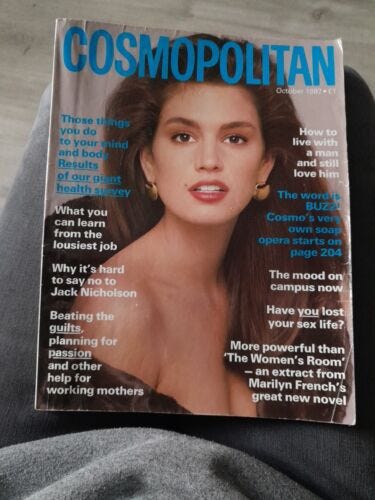 COSMOPOLITAN
October 1987 • £1
Those things
you do
to your mind
and body.
Results
of our giant
health survey
What you
can learn
from the
lousiest job
Why it's hard
to say no to
Jack Nicholson
Beating the
guilts,
planning for
passion
and other
help for
working mothers
How to
live with
a man
and still
love him
The word is
BUZZ!
Cosmo's very
own soap
opera starts on
page 204
The mood on
campus now
Have you lost
your sex life?
More powerful than
'The Women's Room'
– an extract from
Marilyn French's
great new novel